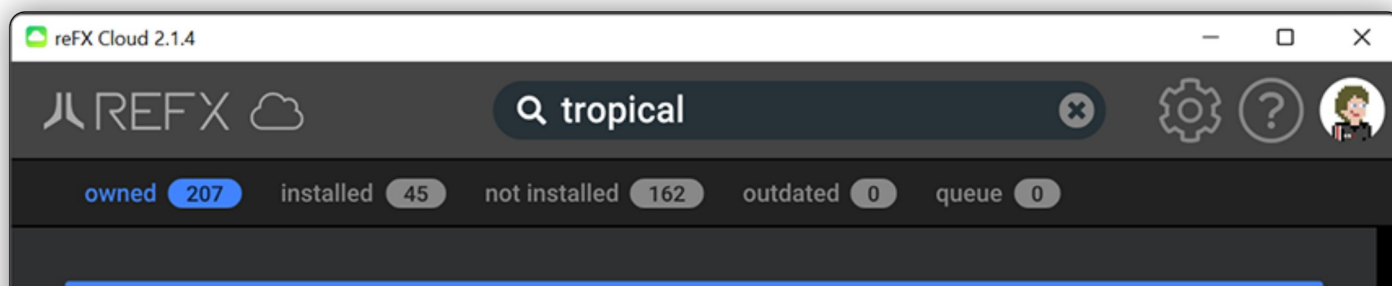 reFX Cloud 2.1.4
REFX tropical ?
owned 207 installed 45 not installed 162 outdated 0 queue 0